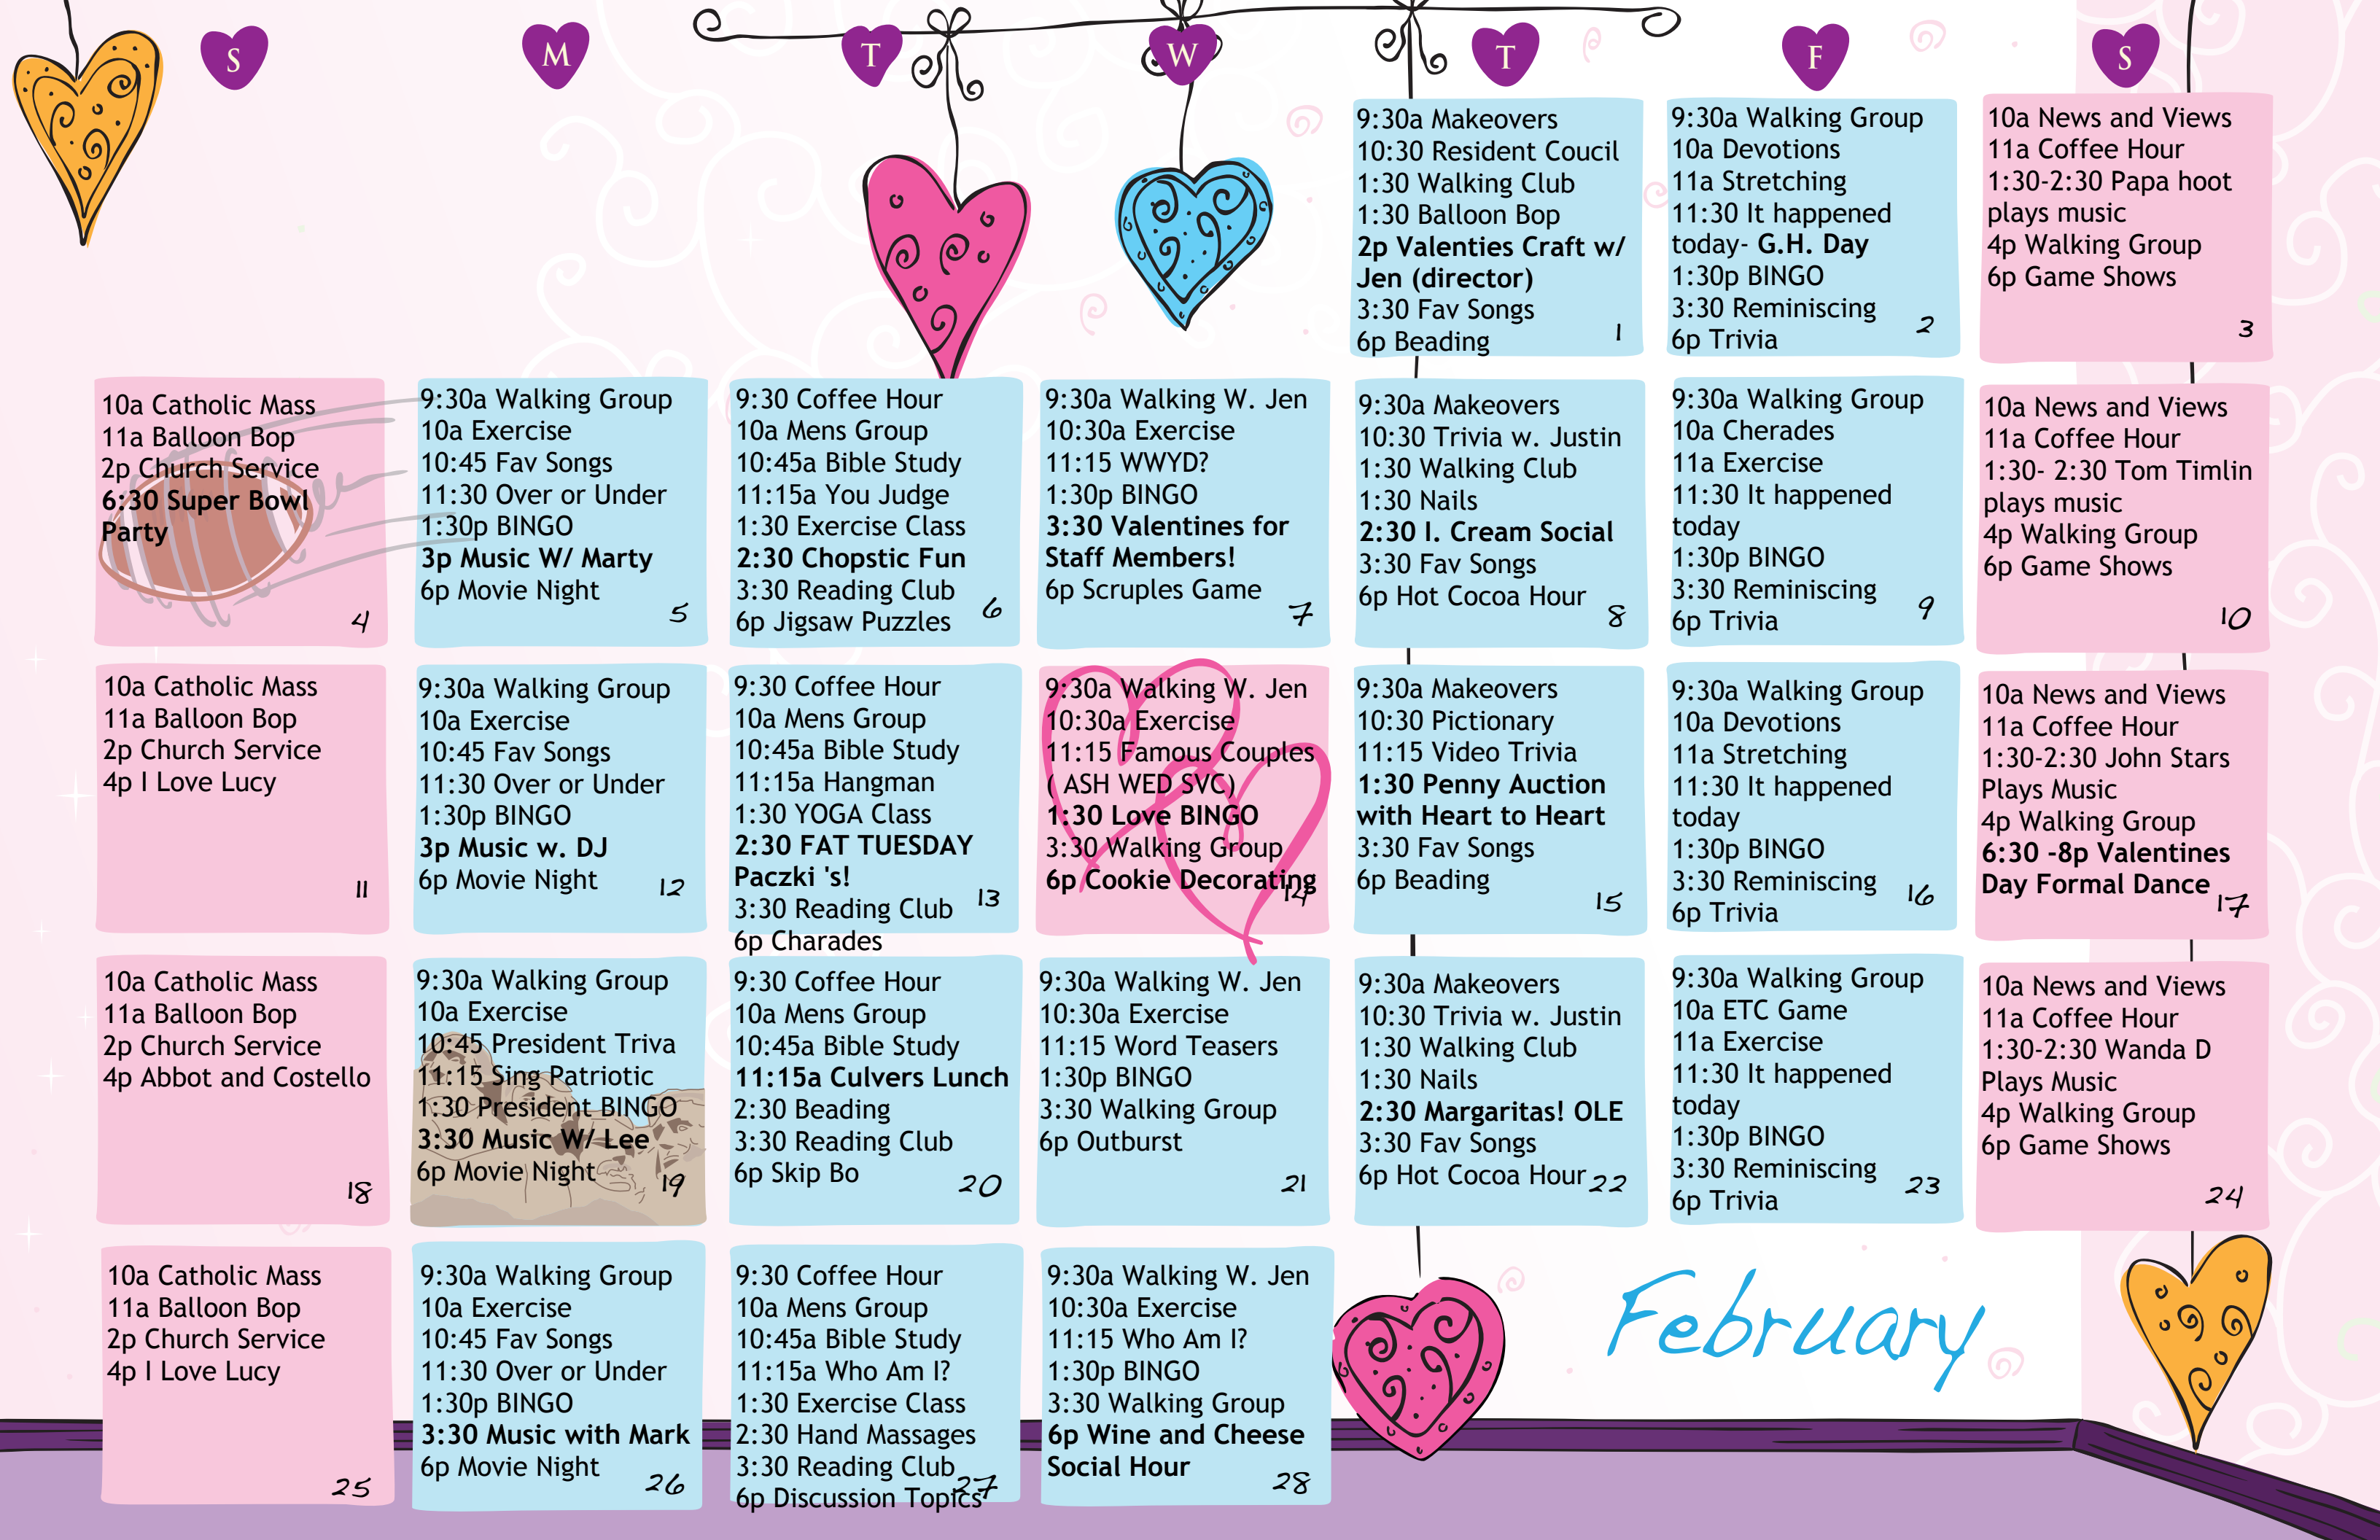 S
M
T
W
T
F
S
9:30a Makeovers
10:30 Resident Coucil
1:30 Walking Club
1:30 Balloon Bop
2p Valenties Craft w/
Jen (director)
3:30 Fav Songs
6p Beading
1
9:30a Walking Group
10a Devotions
11a Stretching
11:30 It happened
today- G.H. Day
1:30p BINGO
3:30 Reminiscing
6p Trivia
2
10a News and Views
11a Coffee Hour
1:30-2:30 Papa hoot
plays music
4p Walking Group
6p Game Shows
3
10a Catholic Mass
11a Balloon Bop
2p Church Service
6:30 Super Bowl
Party
4
9:30a Walking Group
10a Exercise
10:45 Fav Songs
11:30 Over or Under
1:30p BINGO
3p Music W/ Marty
6p Movie Night
5
9:30 Coffee Hour
10a Mens Group
10:45a Bible Study
11:15a You Judge
1:30 Exercise Class
2:30 Chopstic Fun
3:30 Reading Club
6p Jigsaw Puzzles
6
9:30a Walking W. Jen
10:30a Exercise
11:15 WWYD?
1:30p BINGO
3:30 Valentines for
Staff Members!
6p Scruples Game
7
9:30a Makeovers
10:30 Trivia w. Justin
1:30 Walking Club
1:30 Nails
2:30 I. Cream Social
3:30 Fav Songs
6p Hot Cocoa Hour
8
9:30a Walking Group
10a Cherades
11a Exercise
11:30 It happened
today
1:30p BINGO
3:30 Reminiscing
6p Trivia
9
10a News and Views
11a Coffee Hour
1:30- 2:30 Tom Timlin
plays music
4p Walking Group
6p Game Shows
10
10a Catholic Mass
11a Balloon Bop
2p Church Service
4p I Love Lucy
11
9:30a Walking Group
10a Exercise
10:45 Fav Songs
11:30 Over or Under
1:30p BINGO
3p Music w. DJ
6p Movie Night
12
9:30 Coffee Hour
10a Mens Group
10:45a Bible Study
11:15a Hangman
1:30 YOGA Class
2:30 FAT TUESDAY
Paczki 's!
3:30 Reading Club
6p Charades
13
9:30a Walking W. Jen
10:30a Exercise
11:15 Famous Couples
( ASH WED SVC)
1:30 Love BINGO
3:30 Walking Group
6p Cookie Decorating
14
9:30a Makeovers
10:30 Pictionary
11:15 Video Trivia
1:30 Penny Auction
with Heart to Heart
3:30 Fav Songs
6p Beading
15
9:30a Walking Group
10a Devotions
11a Stretching
11:30 It happened
today
1:30p BINGO
3:30 Reminiscing
6p Trivia
16
10a News and Views
11a Coffee Hour
1:30-2:30 John Stars
Plays Music
4p Walking Group
6:30 -8p Valentines
Day Formal Dance
17
10a Catholic Mass
11a Balloon Bop
2p Church Service
4p Abbot and Costello
18
9:30a Walking Group
10a Exercise
10:45 President Triva
11:15 Sing Patriotic
1:30 President BINGO
3:30 Music W/ Lee
6p Movie Night
19
9:30 Coffee Hour
10a Mens Group
10:45a Bible Study
11:15a Culvers Lunch
2:30 Beading
3:30 Reading Club
6p Skip Bo
20
9:30a Walking W. Jen
10:30a Exercise
11:15 Word Teasers
1:30p BINGO
3:30 Walking Group
6p Outburst
21
9:30a Makeovers
10:30 Trivia w. Justin
1:30 Walking Club
1:30 Nails
2:30 Margaritas! OLE
3:30 Fav Songs
6p Hot Cocoa Hour
22
9:30a Walking Group
10a ETC Game
11a Exercise
11:30 It happened
today
1:30p BINGO
3:30 Reminiscing
6p Trivia
23
10a News and Views
11a Coffee Hour
1:30-2:30 Wanda D
Plays Music
4p Walking Group
6p Game Shows
24
10a Catholic Mass
11a Balloon Bop
2p Church Service
4p I Love Lucy
25
9:30a Walking Group
10a Exercise
10:45 Fav Songs
11:30 Over or Under
1:30p BINGO
3:30 Music with Mark
6p Movie Night
26
9:30 Coffee Hour
10a Mens Group
10:45a Bible Study
11:15a Who Am I?
1:30 Exercise Class
2:30 Hand Massages
3:30 Reading Club
6p Discussion Topics
27
9:30a Walking W. Jen
10:30a Exercise
11:15 Who Am I?
1:30p BINGO
3:30 Walking Group
6p Wine and Cheese
Social Hour
28
February